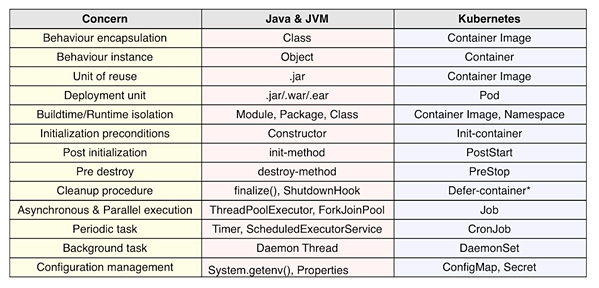 Concern Java & JVM Kubernetes
Behaviour encapsulation Class Container Image
Behaviour instance Object Container
Unit of reuse .jar Container Image
Deployment unit .jar/.war/.ear Pod
Buildtime/Runtime isolation Module, Package, Class Container Image, Namespace
Initialization preconditions Constructor Init-container
Post initialization init-method PostStart
Pre destroy destroy-method PreStop
Cleanup procedure finalize(), ShutdownHook Defer-container*
Asynchronous & Parallel execution ThreadPoolExecutor, ForkJoinPool Job
Periodic task Timer, ScheduledExecutorService CronJob
Background task Daemon Thread DaemonSet
Configuration management System.getenv(), Properties ConfigMap, Secret